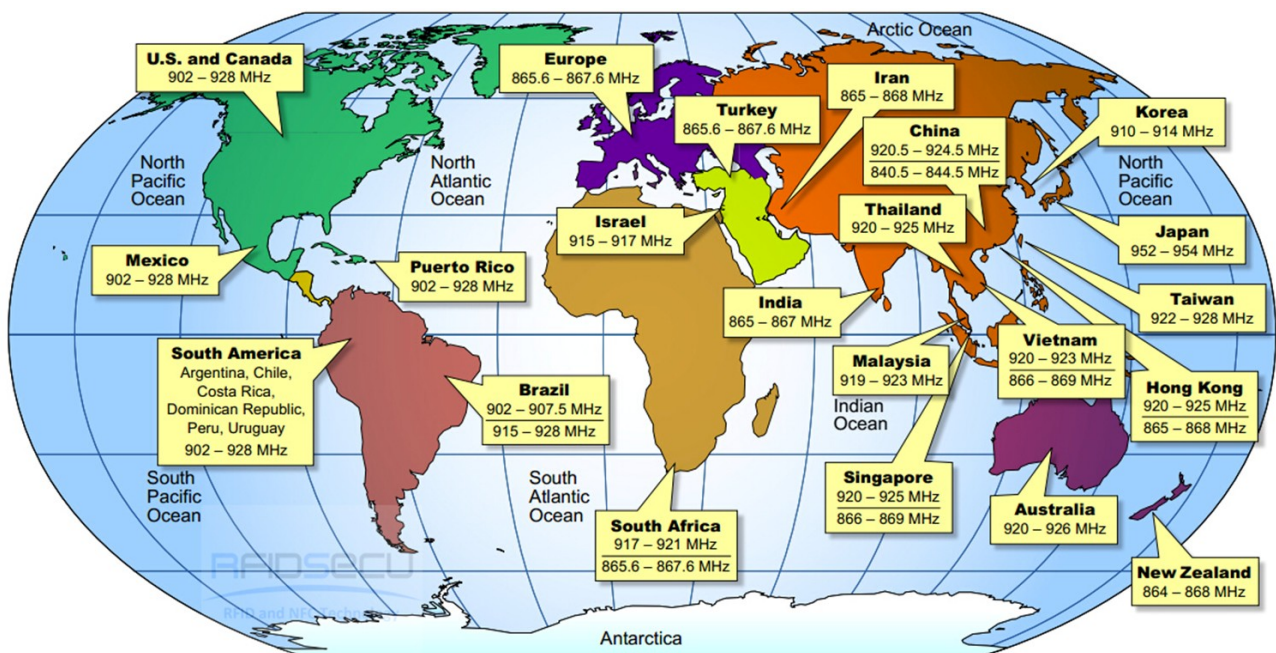 Arctic Ocean
U.S. and Canada
902 – 928 MHz
Europe
865.6 – 867.6 MHz
Iran
865 – 868 MHz
Turkey
865.6 – 867.6 MHz
China
920.5 – 924.5 MHz
840.5 – 844.5 MHz
Korea
910 – 914 MHz
North
Pacific
Ocean
North
Atlantic
Ocean
North
Pacific
Ocean
Israel
915 – 917 MHz
Thailand
920 – 925 MHz
Japan
952 – 954 MHz
Mexico
902 – 928 MHz
Puerto Rico
902 – 928 MHz
India
865 – 867 MHz
Taiwan
922 – 928 MHz
South America
Argentina, Chile,
Costa Rica,
Dominican Republic,
Peru, Uruguay
902 – 928 MHz
Brazil
902 – 907.5 MHz
915 – 928 MHz
Malaysia
919 – 923 MHz
Vietnam
920 – 923 MHz
866 – 869 MHz
Hong Kong
920 – 925 MHz
865 – 868 MHz
Indian
Ocean
South
Pacific
Ocean
South
Atlantic
Ocean
Singapore
920 – 925 MHz
866 – 869 MHz
Australia
920 – 926 MHz
South Africa
917 – 921 MHz
865.6 – 867.6 MHz
New Zealand
864 – 868 MHz
RFIDSECU
RFID and NFC Technology
Antarctica